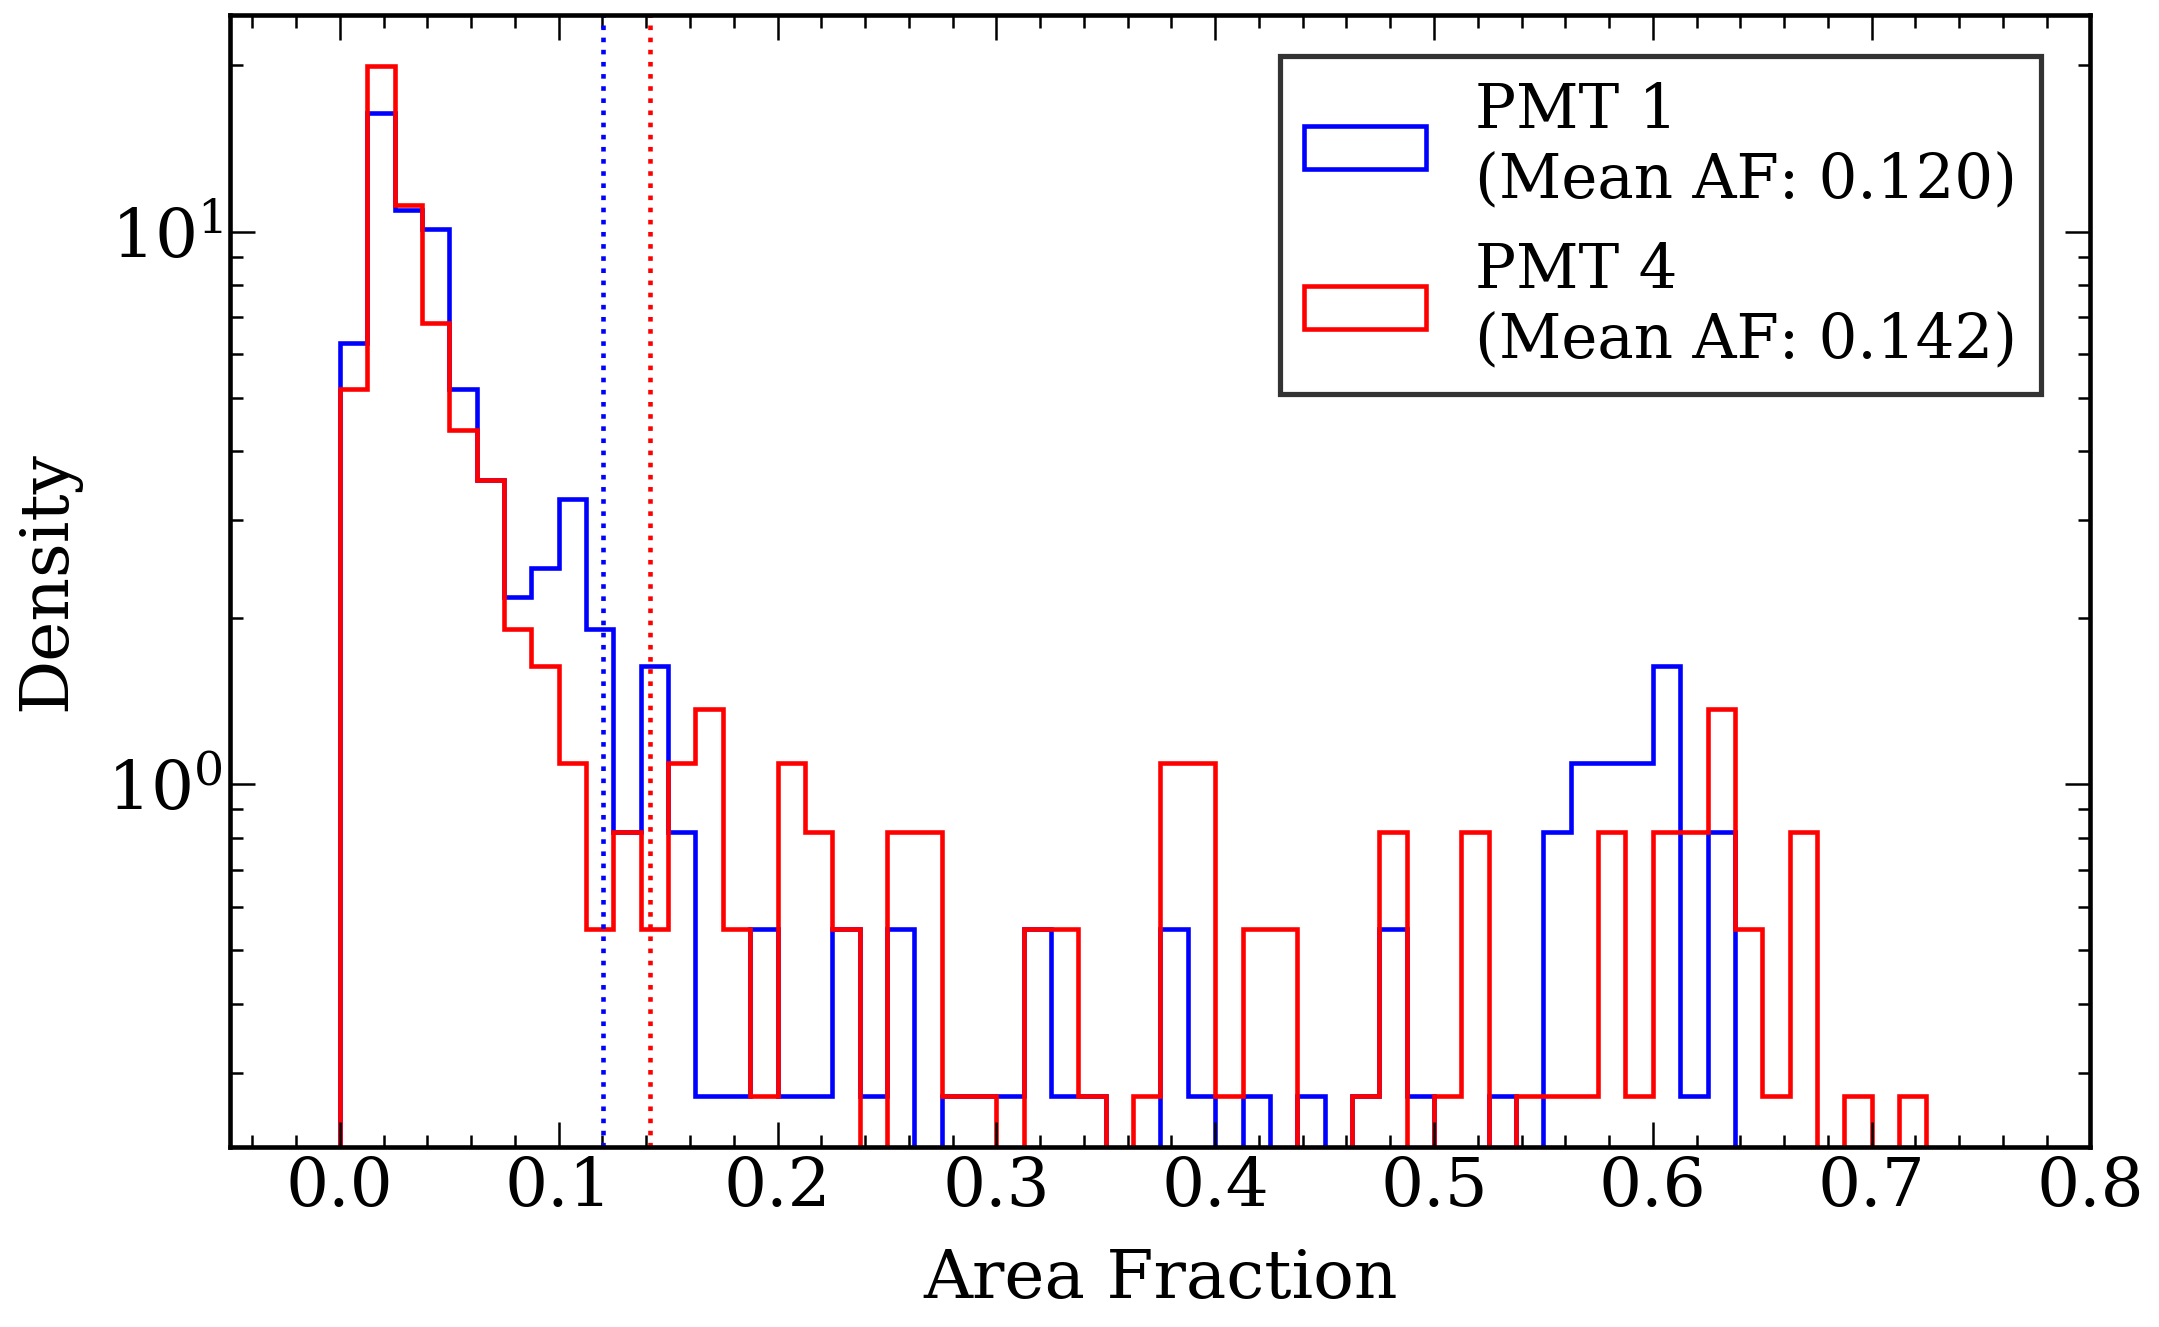 PMT 1
(Mean AF: 0.120)
PMT 4
(Mean AF: 0.142)
10¹
10⁰
Density
0.0 0.1 0.2 0.3 0.4 0.5 0.6 0.7 0.8
Area Fraction